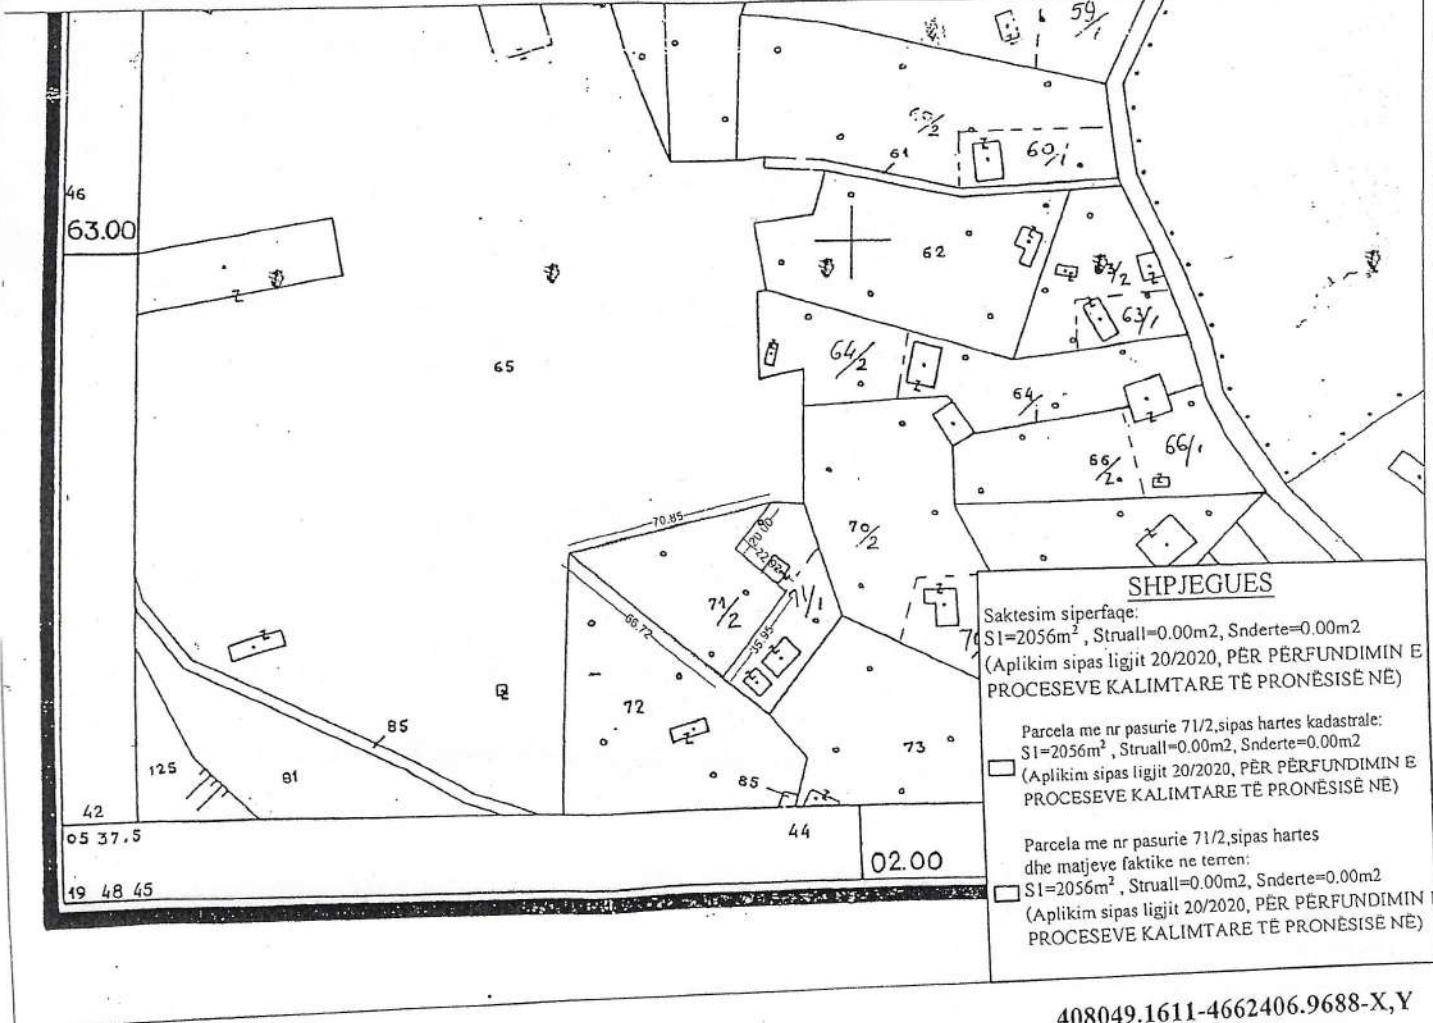 59/1
60/2
60/1
61
46
63.00
62
63/2
63/1
64/2
65
64/
66/2
66/1
70.85
20.00
22.92
70/2
71/2
71/1
66.72
35.95
72
73
85
85
125
81
42
05 37.5
44
02.00
19 48 45
SHPJEGUES
Saktesim siperfaqe:
S1=2056m² , Struall=0.00m2, Snderte=0.00m2
(Aplikim sipas ligjit 20/2020, PËR PËRFUNDIMIN E
PROCESEVE KALIMTARE TË PRONËSISË NË)
Parcela me nr pasurie 71/2,sipas hartes kadastrale:
S1=2056m² , Struall=0.00m2, Snderte=0.00m2
(Aplikim sipas ligjit 20/2020, PËR PËRFUNDIMIN E
PROCESEVE KALIMTARE TË PRONËSISË NË)
Parcela me nr pasurie 71/2,sipas hartes
dhe matjeve faktike ne terren:
S1=2056m² , Struall=0.00m2, Snderte=0.00m2
(Aplikim sipas ligjit 20/2020, PËR PËRFUNDIMIN
PROCESEVE KALIMTARE TË PRONËSISË NË)
408049.1611-4662406.9688-X,Y